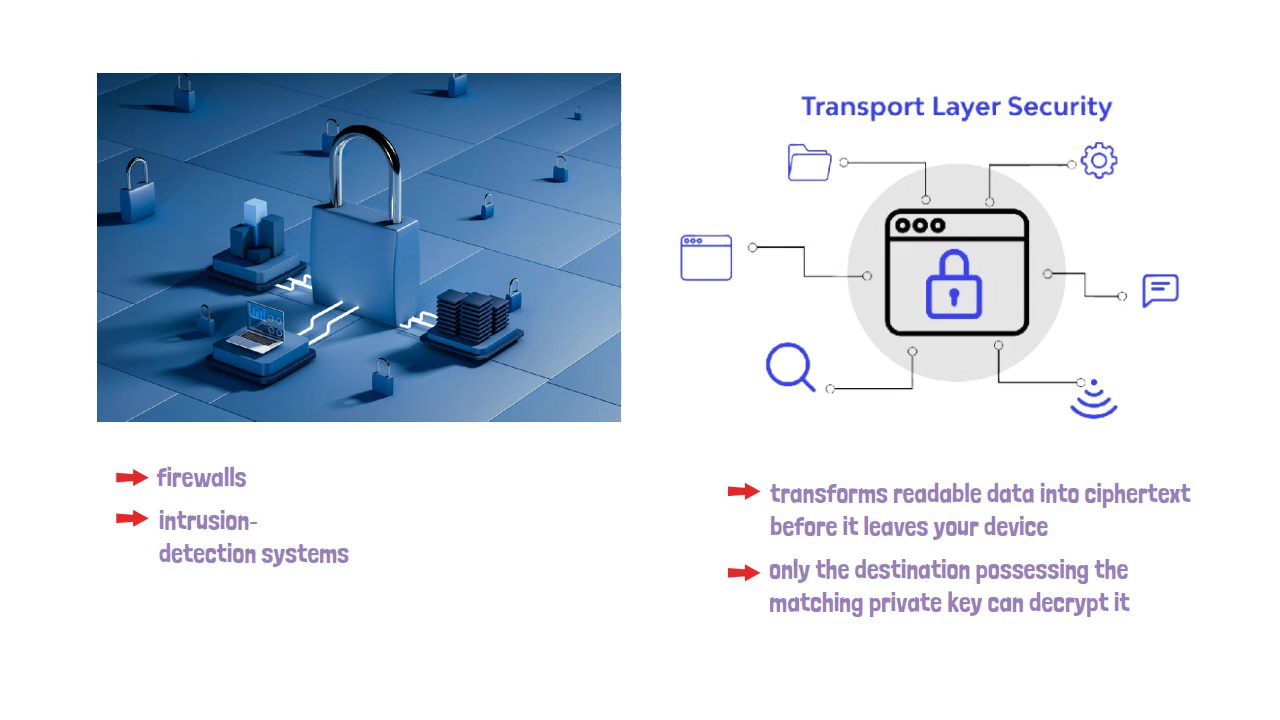 Transport Layer Security
firewalls
intrusion-
detection systems
transforms readable data into ciphertext
before it leaves your device
only the destination possessing the
matching private key can decrypt it